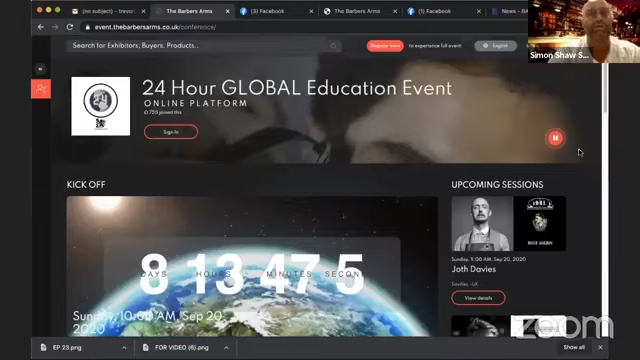 (no subject) - trevor
The Barbers Arms
(3) Facebook
The Barbers Arms
(1) Facebook
News - BA
event.thebarbersarms.co.uk/conference/
Search for Exhibitors, Buyers, Products..
Register here
to experience full event
English
Simon Shaw S...
24 Hour GLOBAL Education Event
ONLINE PLATFORM
755 joined this
Sign In
KICK OFF
UPCOMING SESSIONS
8 13 47 5
DAYS HOURS MINUTES SECON
Sunday, 10:00 AM, Sep 20,
2020
Sunday, 11:00 AM, Sep 20, 2020
Joth Davies
Savills -UK
View details
zoom
EP 23.png
FOR VIDEO (6).png
Show all